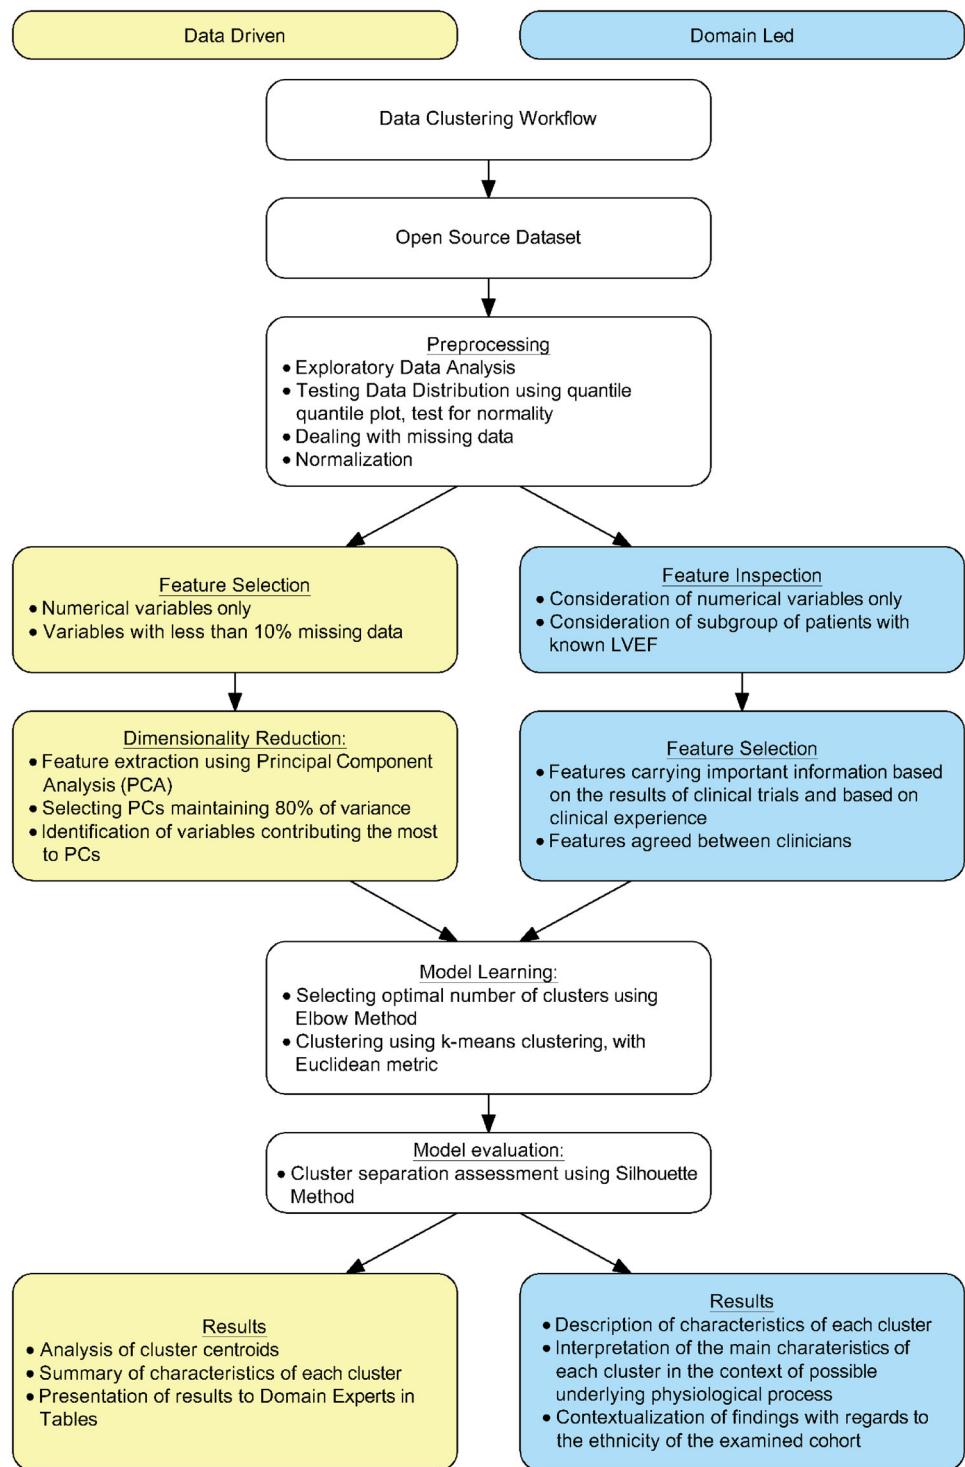 Data Driven
Domain Led
Data Clustering Workflow
Open Source Dataset
Preprocessing
• Exploratory Data Analysis
• Testing Data Distribution using quantile
quantile plot, test for normality
• Dealing with missing data
• Normalization
Feature Selection
• Numerical variables only
• Variables with less than 10% missing data
Feature Inspection
• Consideration of numerical variables only
• Consideration of subgroup of patients with
known LVEF
Dimensionality Reduction:
• Feature extraction using Principal Component
Analysis (PCA)
• Selecting PCs maintaining 80% of variance
• Identification of variables contributing the most
to PCs
Feature Selection
• Features carrying important information based
on the results of clinical trials and based on
clinical experience
• Features agreed between clinicians
Model Learning:
• Selecting optimal number of clusters using
Elbow Method
• Clustering using k-means clustering, with
Euclidean metric
Model evaluation:
• Cluster separation assessment using Silhouette
Method
Results
• Analysis of cluster centroids
• Summary of characteristics of each cluster
• Presentation of results to Domain Experts in
Tables
Results
• Description of characteristics of each cluster
• Interpretation of the main charateristics of
each cluster in the context of possible
underlying physiological process
• Contextualization of findings with regards to
the ethnicity of the examined cohort